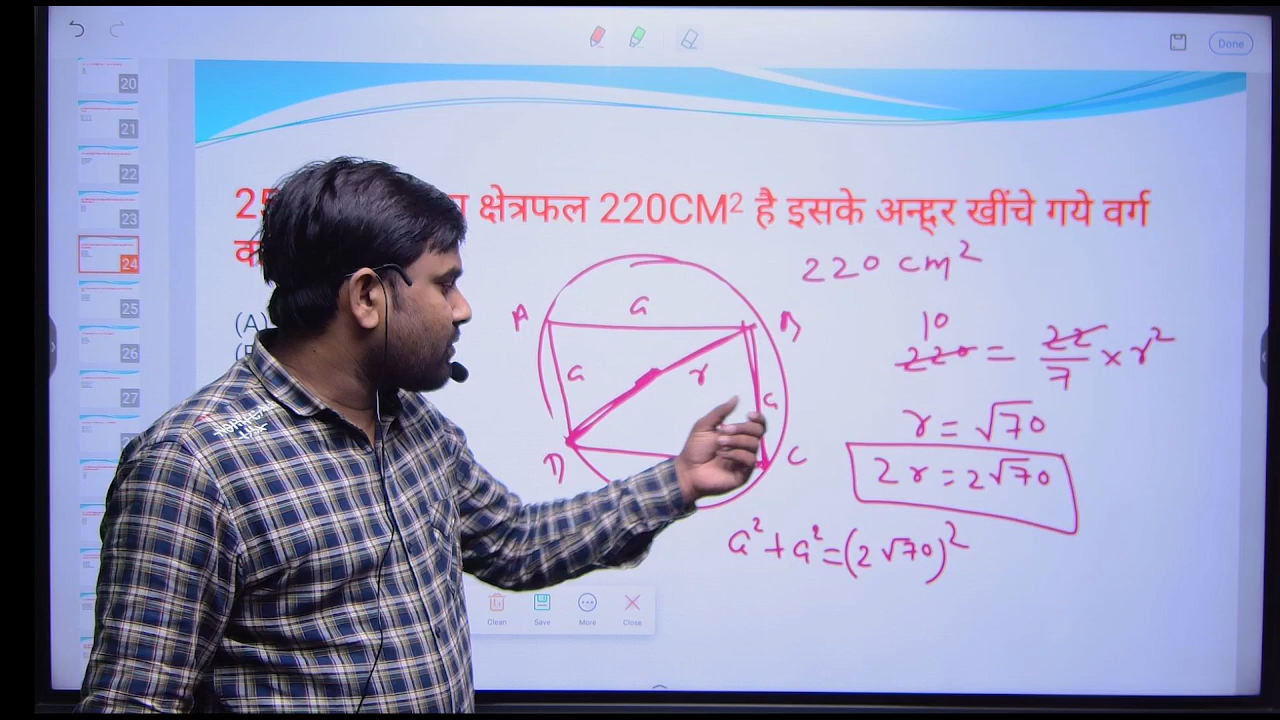 Done
20
21
22
23
24
25
26
27
25
क्षेत्रफल 220CM² है इसके अन्दर खींचे गये वर्ग
(A)
220 cm²
A a B
a r a
D C
10
220 = 22/7 × r²
r = √70
2r = 2√70
a² + a² = (2√70)²
Clean Save More Close